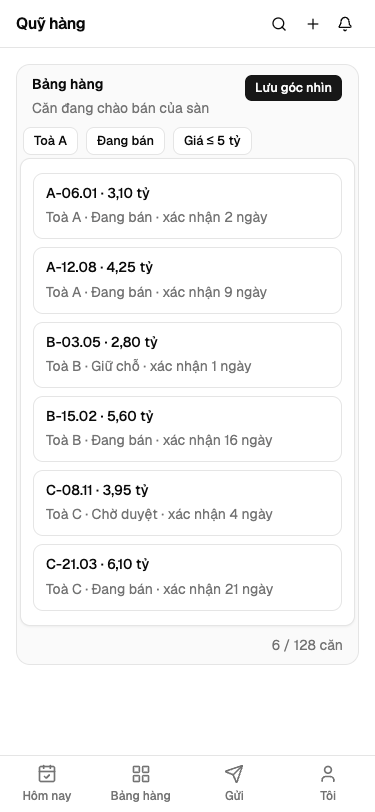 Quỹ hàng
Bảng hàng
Căn đang chào bán của sàn
Lưu góc nhìn
Toà A
Đang bán
Giá ≤ 5 tỷ
A-06.01 · 3,10 tỷ
Toà A · Đang bán · xác nhận 2 ngày
A-12.08 · 4,25 tỷ
Toà A · Đang bán · xác nhận 9 ngày
B-03.05 · 2,80 tỷ
Toà B · Giữ chỗ · xác nhận 1 ngày
B-15.02 · 5,60 tỷ
Toà B · Đang bán · xác nhận 16 ngày
C-08.11 · 3,95 tỷ
Toà C · Chờ duyệt · xác nhận 4 ngày
C-21.03 · 6,10 tỷ
Toà C · Đang bán · xác nhận 21 ngày
6 / 128 căn
Hôm nay
Bảng hàng
Gửi
Tôi